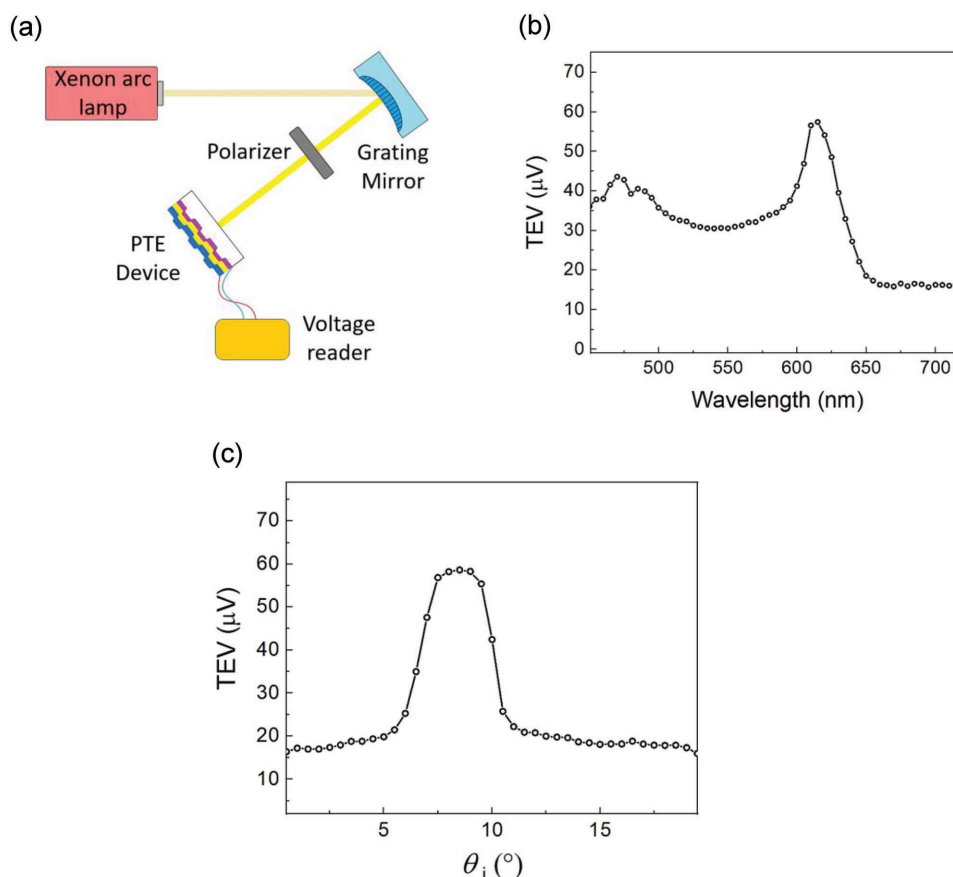 (a)
Xenon arc
lamp
Polarizer
Grating
Mirror
PTE
Device
Voltage
reader
(b)
TEV (μV)
70
60
50
40
30
20
10
0
500
550
600
650
700
Wavelength (nm)
(c)
TEV (μV)
70
60
50
40
30
20
10
5
10
15
θi (°)